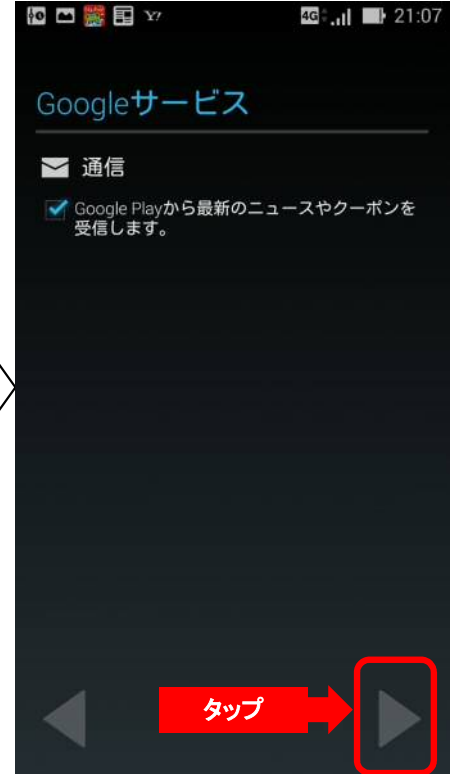 Y! 4G 21:07
Googleサービス
通信
Google Playから最新のニュースやクーポンを
受信します。
タップ